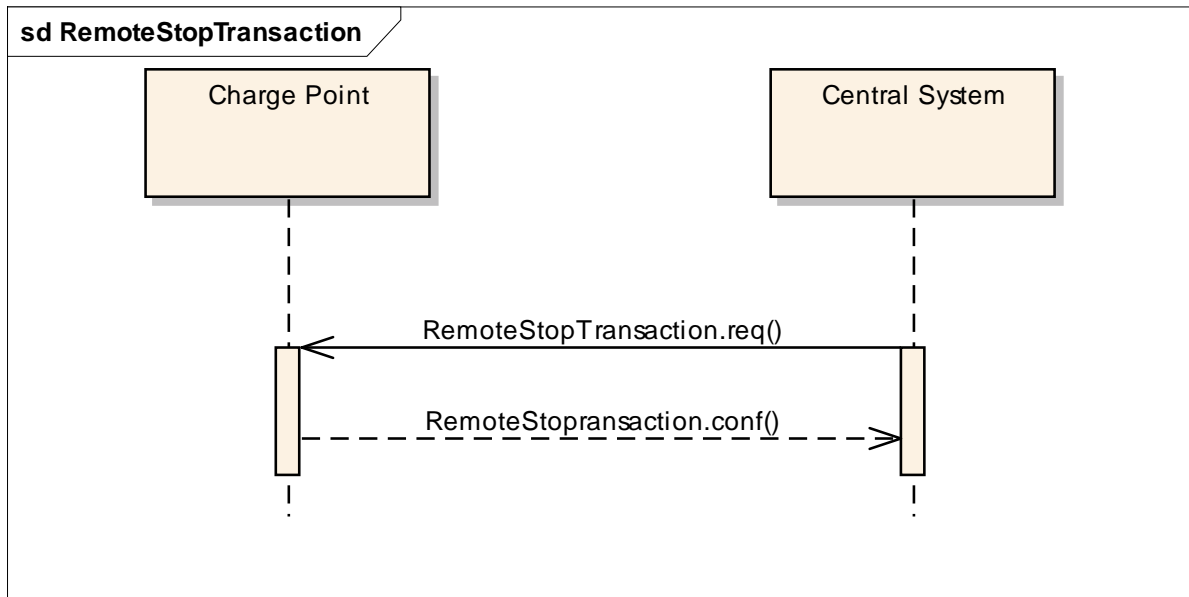 sd RemoteStopTransaction
Charge Point
Central System
RemoteStopTransaction.req()
RemoteStopransaction.conf()